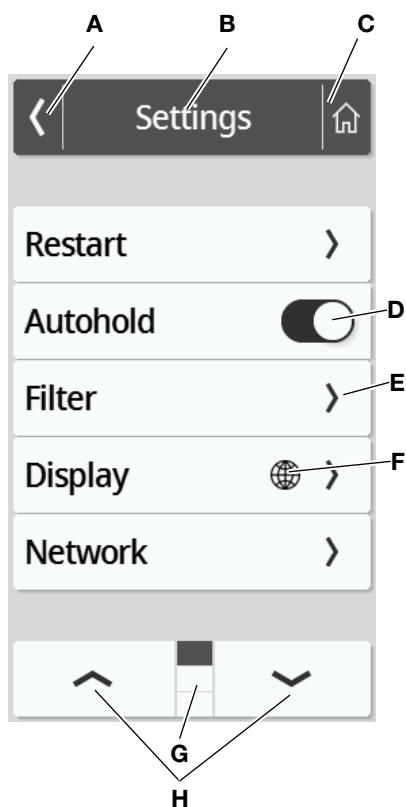 A B C
Settings
Restart
Autohold
D
Filter
E
Display
F
Network
G
H